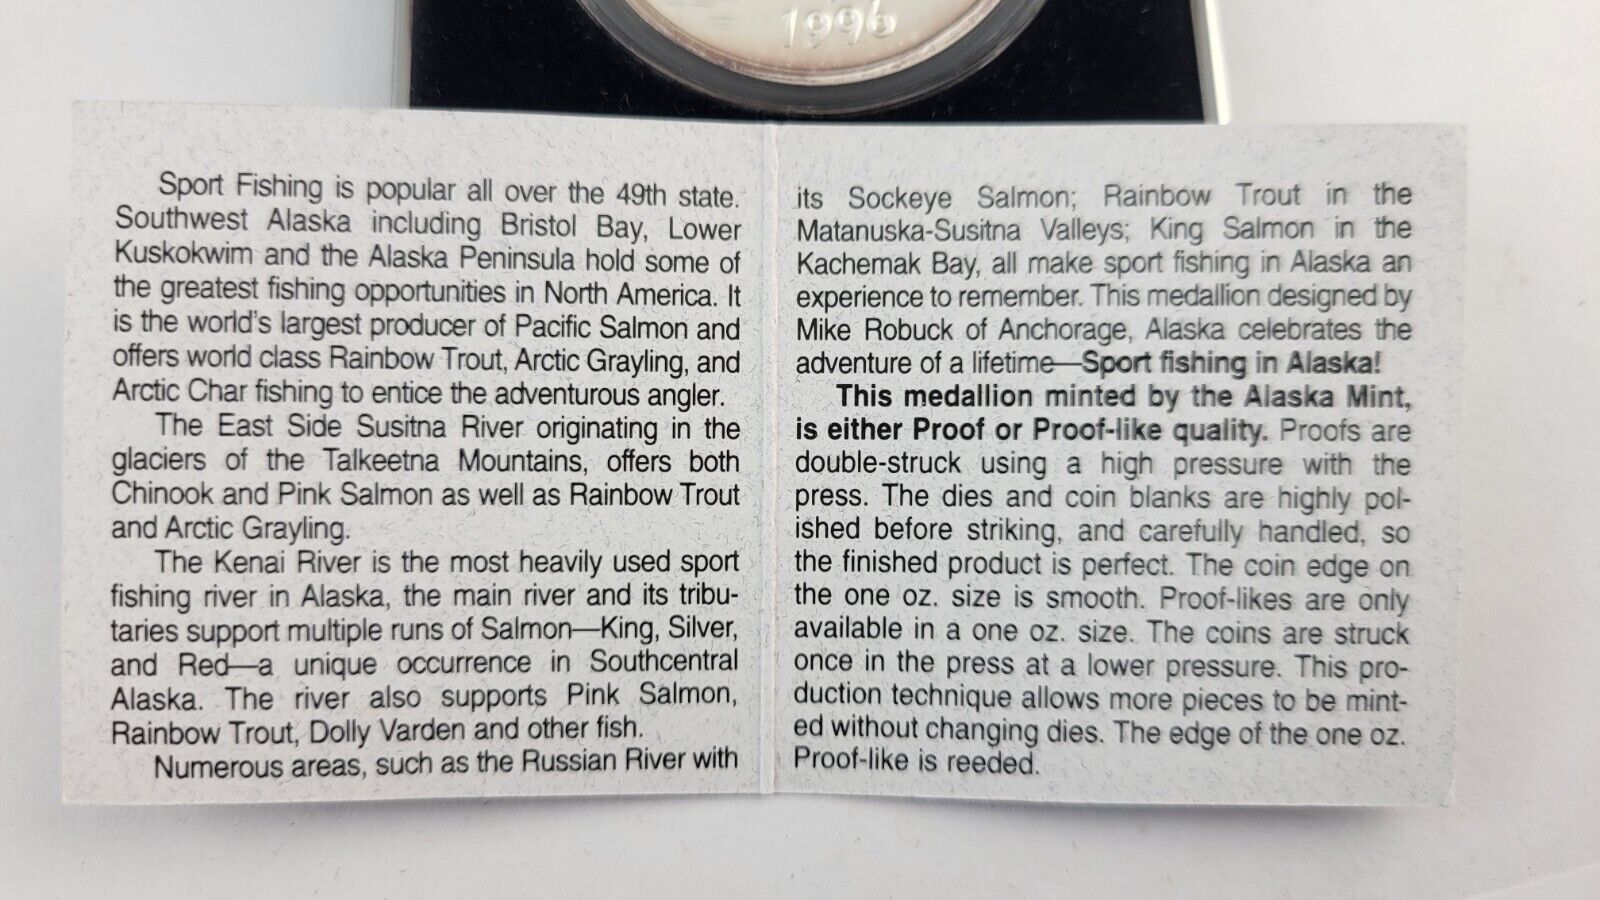 1996
Sport Fishing is popular all over the 49th state.
Southwest Alaska including Bristol Bay, Lower
Kuskokwim and the Alaska Peninsula hold some of
the greatest fishing opportunities in North America. It
is the world's largest producer of Pacific Salmon and
offers world class Rainbow Trout, Arctic Grayling, and
Arctic Char fishing to entice the adventurous angler.
The East Side Susitna River originating in the
glaciers of the Talkeetna Mountains, offers both
Chinook and Pink Salmon as well as Rainbow Trout
and Arctic Grayling.
The Kenai River is the most heavily used sport
fishing river in Alaska, the main river and its tribu-
taries support multiple runs of Salmon—King, Silver,
and Red—a unique occurrence in Southcentral
Alaska. The river also supports Pink Salmon,
Rainbow Trout, Dolly Varden and other fish.
Numerous areas, such as the Russian River with
its Sockeye Salmon; Rainbow Trout in the
Matanuska-Susitna Valleys; King Salmon in the
Kachemak Bay, all make sport fishing in Alaska an
experience to remember. This medallion designed by
Mike Robuck of Anchorage, Alaska celebrates the
adventure of a lifetime—Sport fishing in Alaska!
This medallion minted by the Alaska Mint,
is either Proof or Proof-like quality. Proofs are
double-struck using a high pressure with the
press. The dies and coin blanks are highly pol-
ished before striking, and carefully handled, so
the finished product is perfect. The coin edge on
the one oz. size is smooth. Proof-likes are only
available in a one oz. size. The coins are struck
once in the press at a lower pressure. This pro-
duction technique allows more pieces to be mint-
ed without changing dies. The edge of the one oz.
Proof-like is reeded.